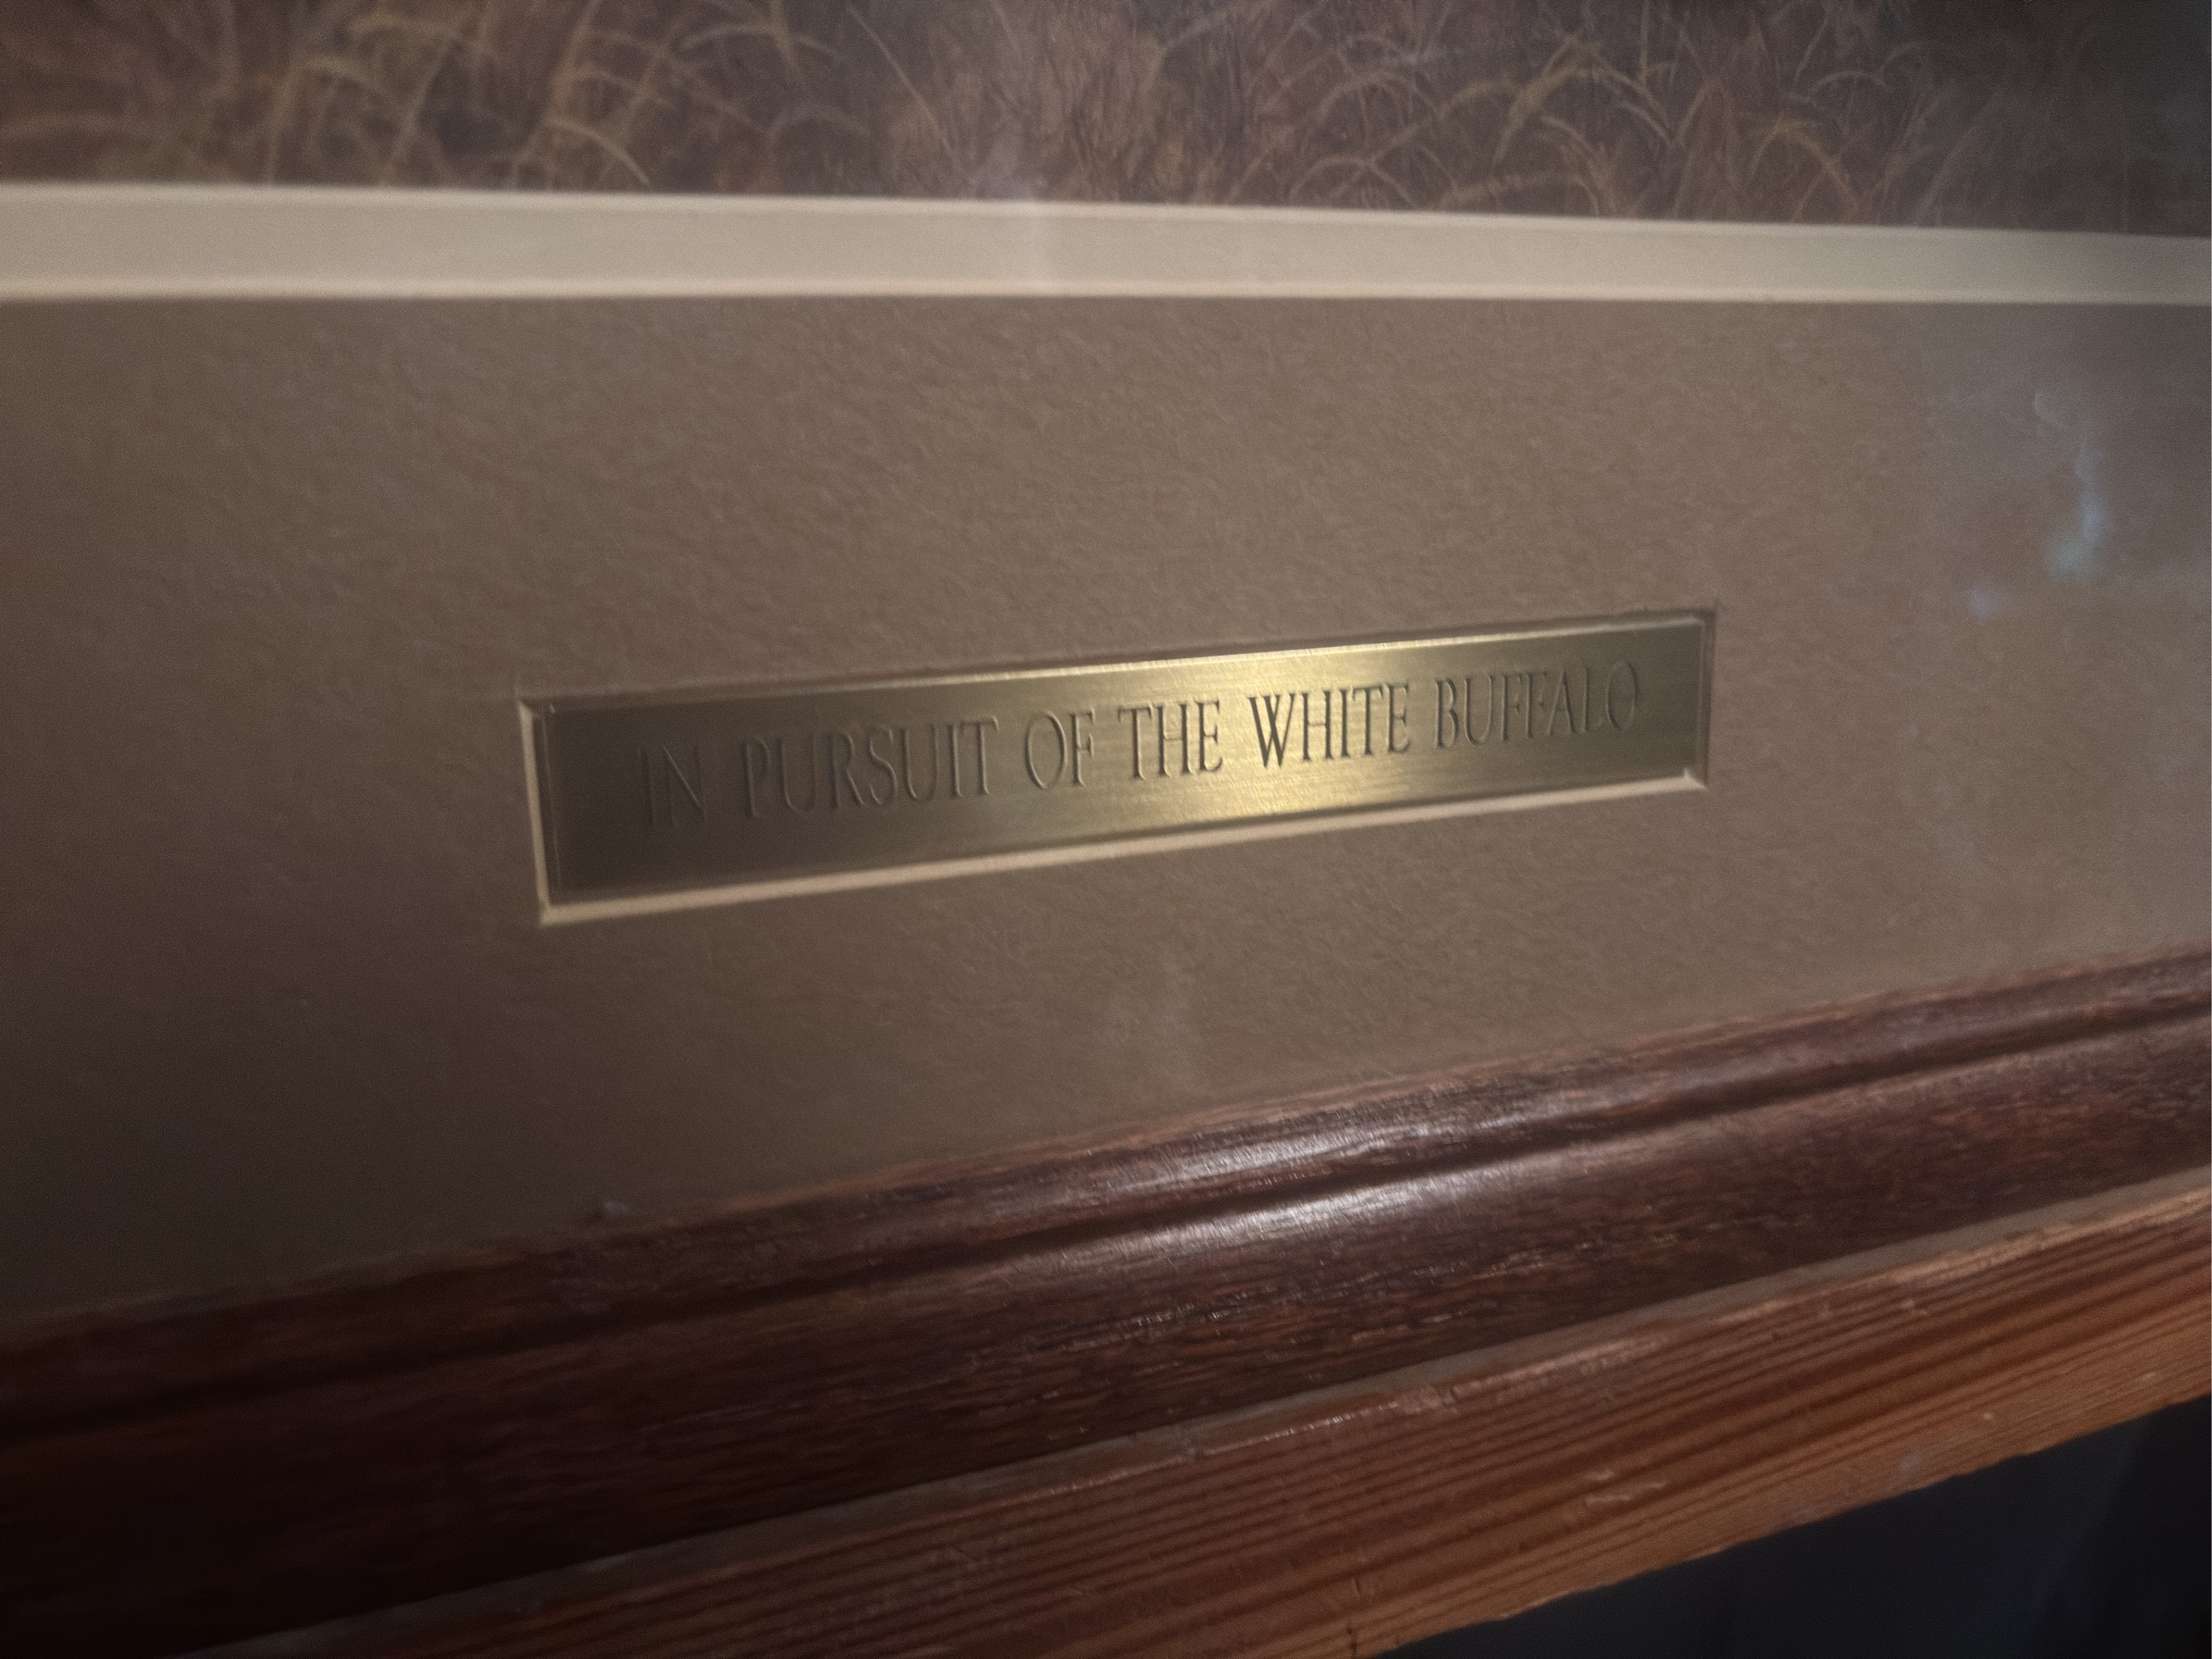 IN PURSUIT OF THE WHITE BUFFALO